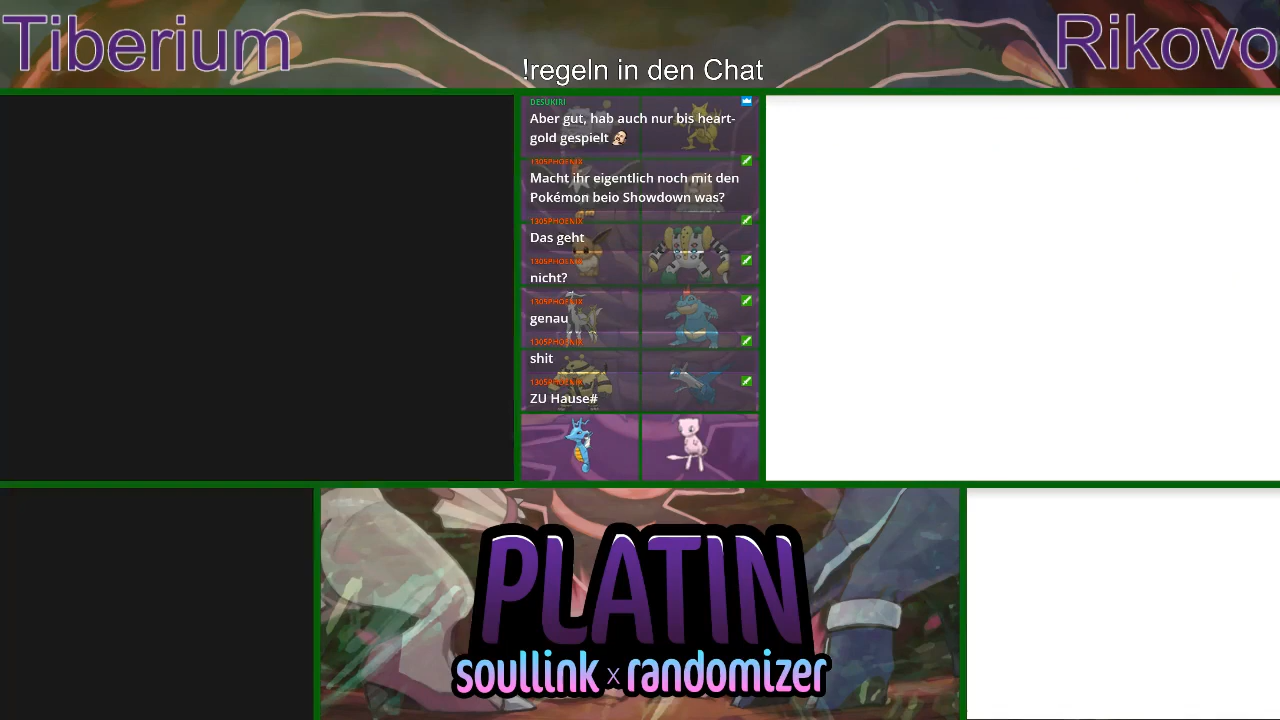 Tiberium
Rikovo
!regeln in den Chat
DESUKIRI
Aber gut, hab auch nur bis heart-
gold gespielt
1305PHOENIX
Macht ihr eigentlich noch mit den
Pokémon beio Showdown was?
1305PHOENIX
Das geht
1305PHOENIX
nicht?
1305PHOENIX
genau
1305PHOENIX
shit
1305PHOENIX
ZU Hause#
PLATIN
soullink x randomizer